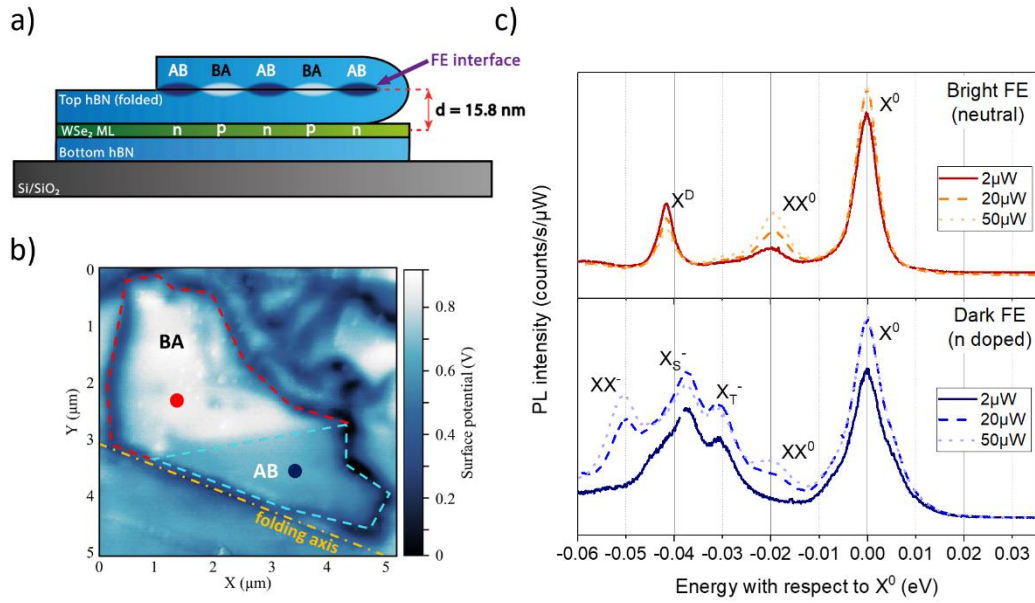 a)
AB BA AB BA AB
FE interface
Top hBN (folded)
d = 15.8 nm
WSe₂ ML
n p n p n
Bottom hBN
Si/SiO₂
b)
0
1
2
3
4
5
Y (μm)
BA
AB
folding axis
0 1 2 3 4 5
X (μm)
0.8
0.6
0.4
0.2
0
Surface potential (V)
c)
PL intensity (counts/s/μW)
Bright FE
(neutral)
X⁰
X^D
XX⁰
2μW
20μW
50μW
Dark FE
(n doped)
X⁰
XX⁻
X_S⁻
X_T⁻
XX⁰
2μW
20μW
50μW
-0.06 -0.05 -0.04 -0.03 -0.02 -0.01 0.00 0.01 0.02 0.03
Energy with respect to X⁰ (eV)